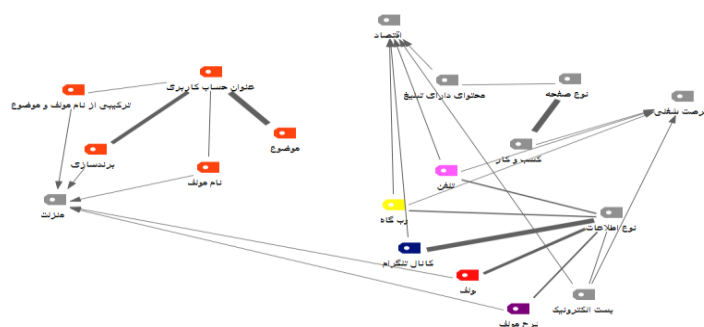 اقتصاد
عنوان حساب کاربری
محتوای دارای تبلیغ
نوع صفحه
ترکیبی از نام مولف و موضوع
فرصت شغلی
موضوع
کسب و کار
برندسازی
نام مولف
تلفن
منزلت
وب گاه
نوع اطلاعات
کانال تلگرام
مولف
پست الکترونیک
شرح مولف